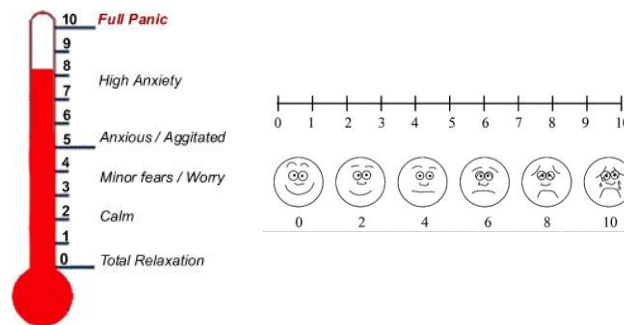 10 Full Panic
9
8
High Anxiety
7
6
Anxious / Aggitated
5
4
Minor fears / Worry
3
2 Calm
1
0 Total Relaxation
0 1 2 3 4 5 6 7 8 9 10
0 2 4 6 8 10